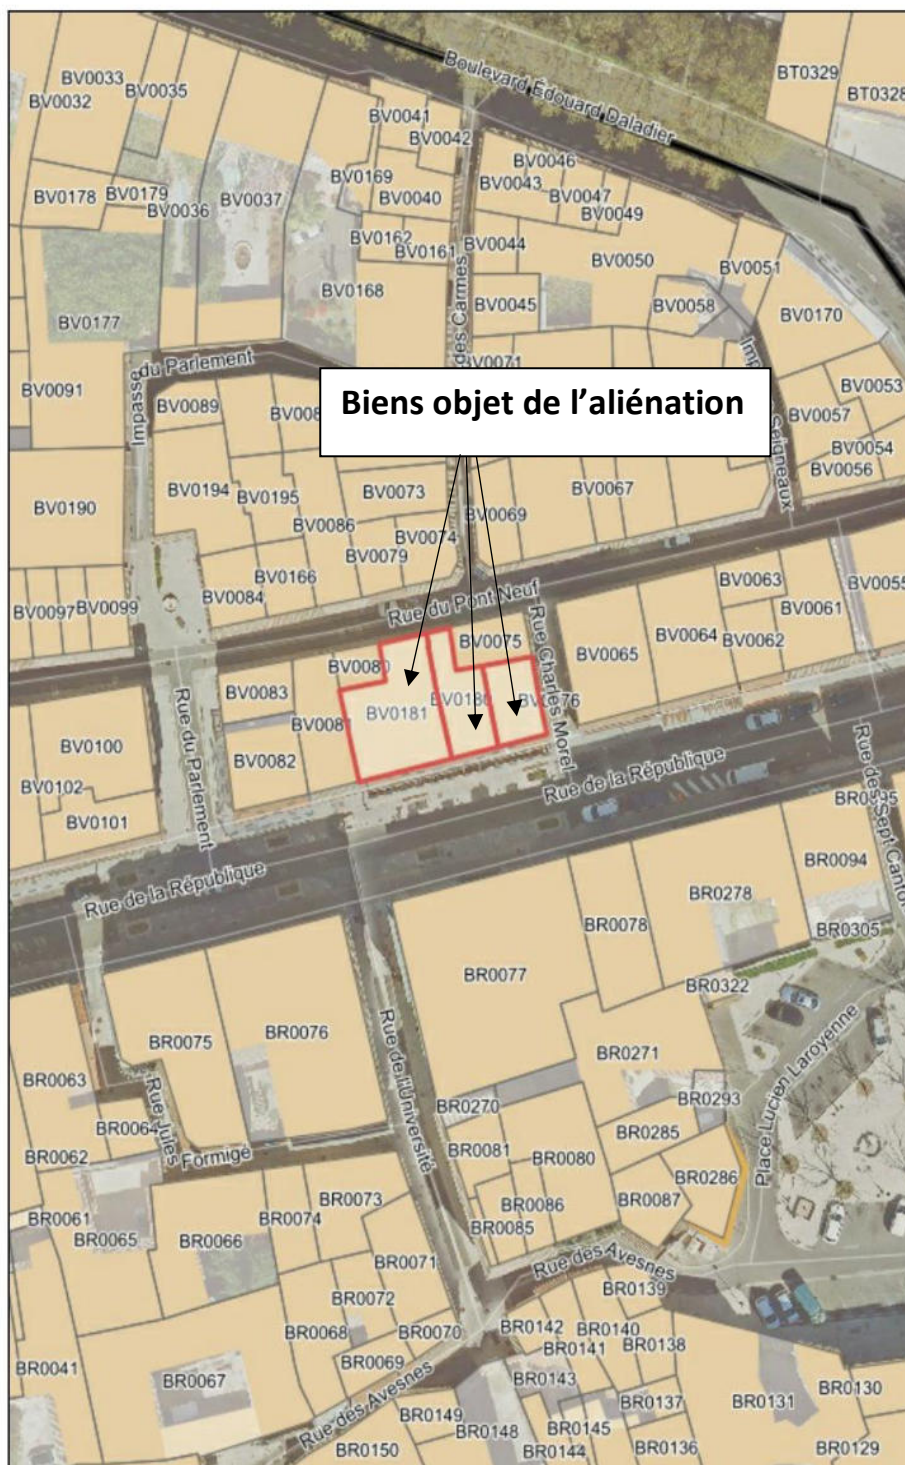 Boulevard Édouard Daladier
BT0329
BT0328
BV0033
BV0035
BV0032
BV0041
BV0042
BV0046
BV0043
BV0047
BV0049
BV0178
BV0179
BV0036
BV0037
BV0169
BV0040
BV0162
BV0161
BV0044
BV0050
BV0051
BV0168
BV0045
BV0058
BV0170
BV0177
des Carmes
BV0071
BV0091
Impasse
du Parlement
BV0089
BV0053
BV0057
BV0054
BV0056
Seigneaux
Biens objet de l’aliénation
BV0190
BV0194
BV0195
BV0086
BV0073
BV0067
BV0069
BV0074
BV0079
BV0166
BV0084
BV0097
BV0099
Rue du Pont Neuf
BV0063
BV0061
BV0055
BV0075
Rue Charles Morel
BV0065
BV0064
BV0062
BV0080
BV0083
BV0081
BV0181
BV0180
BV0082
BV0100
BV0102
BV0101
Rue du Parlement
Rue de la République
Rue de la République
BR0094
BR0278
BR0078
BR0305
BR0077
BR0322
BR0075
BR0076
BR0271
Place Lucien Laroyenne
BR0063
BR0064
BR0062
Rue Jules
Formigé
Rue de l'Université
BR0270
BR0293
BR0285
BR0081
BR0080
BR0286
BR0087
BR0086
BR0085
BR0061
BR0065
BR0066
BR0074
BR0073
BR0071
BR0072
BR0068
BR0070
BR0069
BR0041
BR0067
Rue des Avesnes
Rue des Avesnes
BR0139
BR0142
BR0140
BR0141
BR0138
BR0143
BR0137
BR0131
BR0130
BR0149
BR0148
BR0145
BR0144
BR0136
BR0150
BR0129